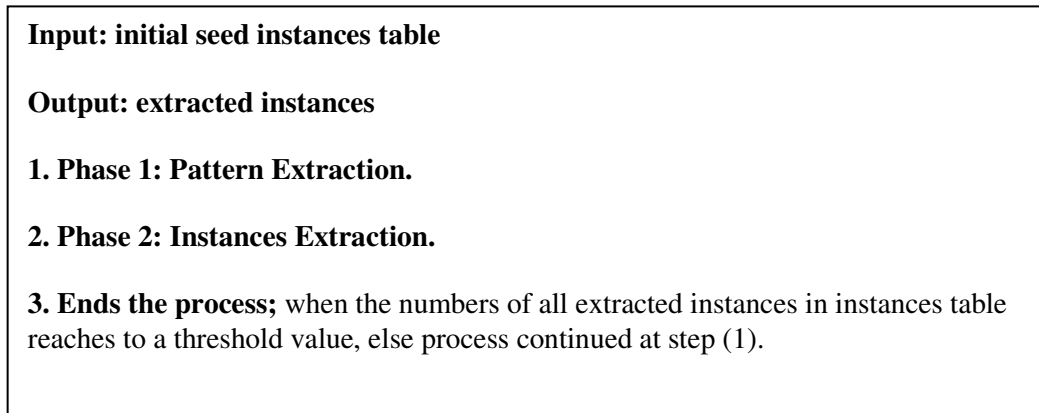 Input: initial seed instances table
Output: extracted instances
1. Phase 1: Pattern Extraction.
2. Phase 2: Instances Extraction.
3. Ends the process; when the numbers of all extracted instances in instances table
reaches to a threshold value, else process continued at step (1).